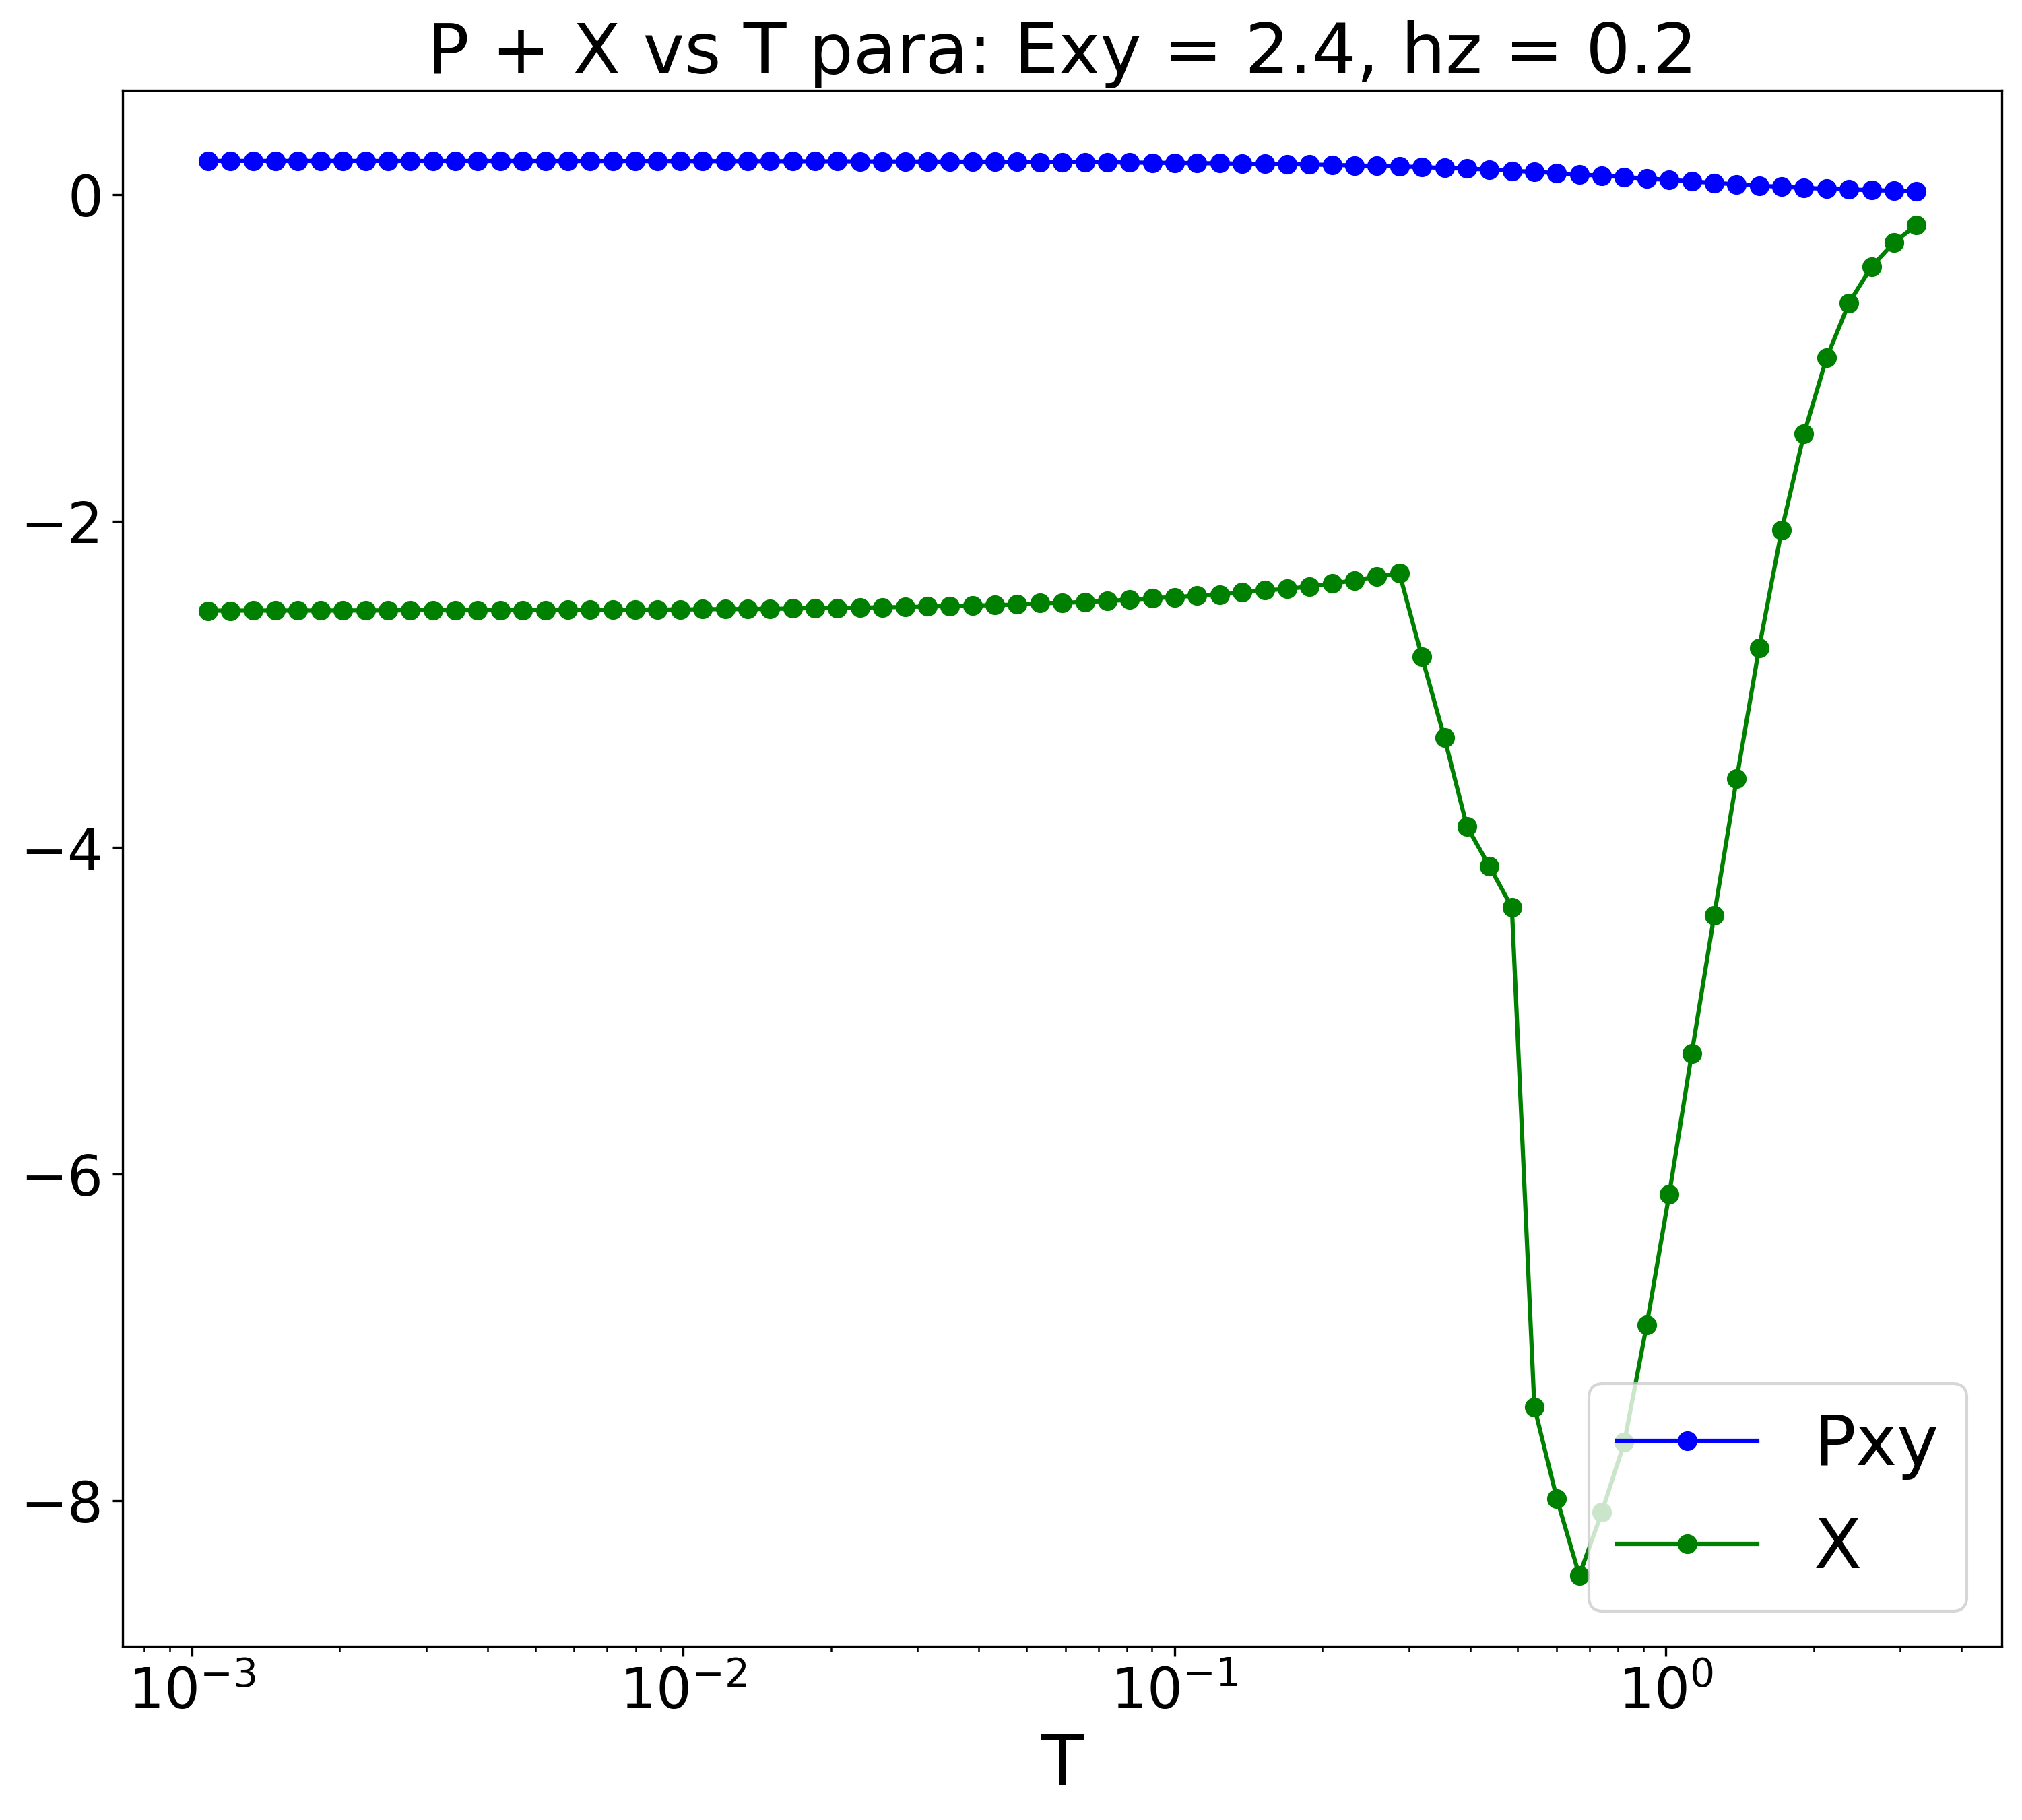 P + X vs T para: Exy = 2.4, hz = 0.2
0
−2
−4
−6
−8
10⁻³ 10⁻² 10⁻¹ 10⁰
T
Pxy
X